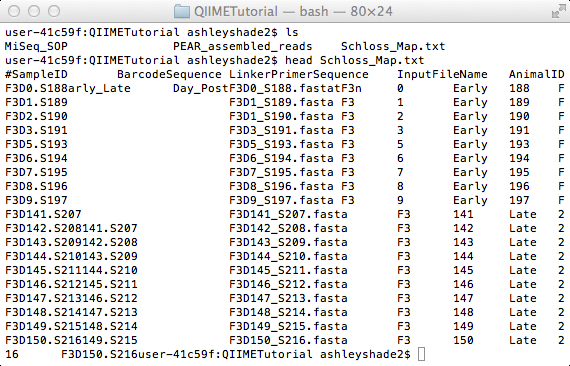 QIIMETutorial — bash — 80×24
user-41c59f:QIIMETutorial ashleyshade2$ ls
MiSeq_SOP PEAR_assembled_reads Schloss_Map.txt
user-41c59f:QIIMETutorial ashleyshade2$ head Schloss_Map.txt
#SampleID BarcodeSequence LinkerPrimerSequence InputFileName AnimalID
F3D0.S188arly_Late Day_PostF3D0_S188.fastatF3n 0 Early 188 F
F3D1.S189 F3D1_S189.fasta F3 1 Early 189 F
F3D2.S190 F3D2_S190.fasta F3 2 Early 190 F
F3D3.S191 F3D3_S191.fasta F3 3 Early 191 F
F3D5.S193 F3D5_S193.fasta F3 5 Early 193 F
F3D6.S194 F3D6_S194.fasta F3 6 Early 194 F
F3D7.S195 F3D7_S195.fasta F3 7 Early 195 F
F3D8.S196 F3D8_S196.fasta F3 8 Early 196 F
F3D9.S197 F3D9_S197.fasta F3 9 Early 197 F
F3D141.S207 F3D141_S207.fasta F3 141 Late 2
F3D142.S208141.S207 F3D142_S208.fasta F3 142 Late 2
F3D143.S209142.S208 F3D143_S209.fasta F3 143 Late 2
F3D144.S210143.S209 F3D144_S210.fasta F3 144 Late 2
F3D145.S211144.S210 F3D145_S211.fasta F3 145 Late 2
F3D146.S212145.S211 F3D146_S212.fasta F3 146 Late 2
F3D147.S213146.S212 F3D147_S213.fasta F3 147 Late 2
F3D148.S214147.S213 F3D148_S214.fasta F3 148 Late 2
F3D149.S215148.S214 F3D149_S215.fasta F3 149 Late 2
F3D150.S216149.S215 F3D150_S216.fasta F3 150 Late 2
16 F3D150.S216user-41c59f:QIIMETutorial ashleyshade2$